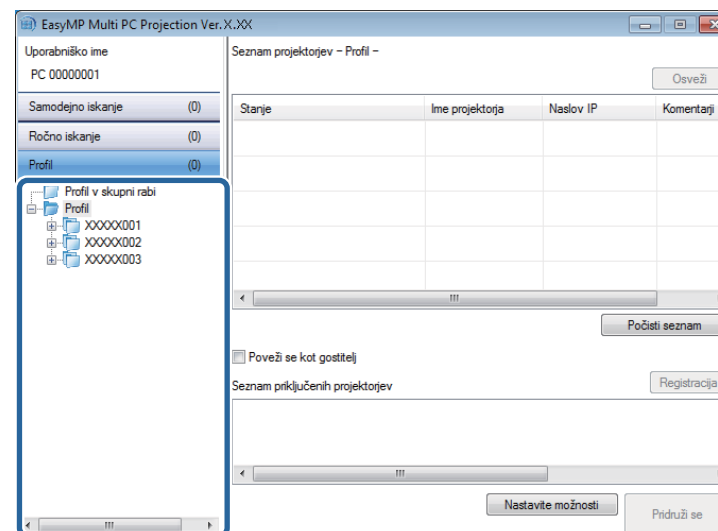 EasyMP Multi PC Projection Ver.X.XX
Uporabniško ime
PC 00000001
Samodejno iskanje (0)
Ročno iskanje (0)
Profil (0)
Profil v skupni rabi
Profil
XXXXX001
XXXXX002
XXXXX003
Seznam projektorjev - Profil -
Osveži
Stanje Ime projektorja Naslov IP Komentarji
Počisti seznam
Poveži se kot gostitelj
Seznam priključenih projektorjev
Registracija
Nastavite možnosti
Pridruži se